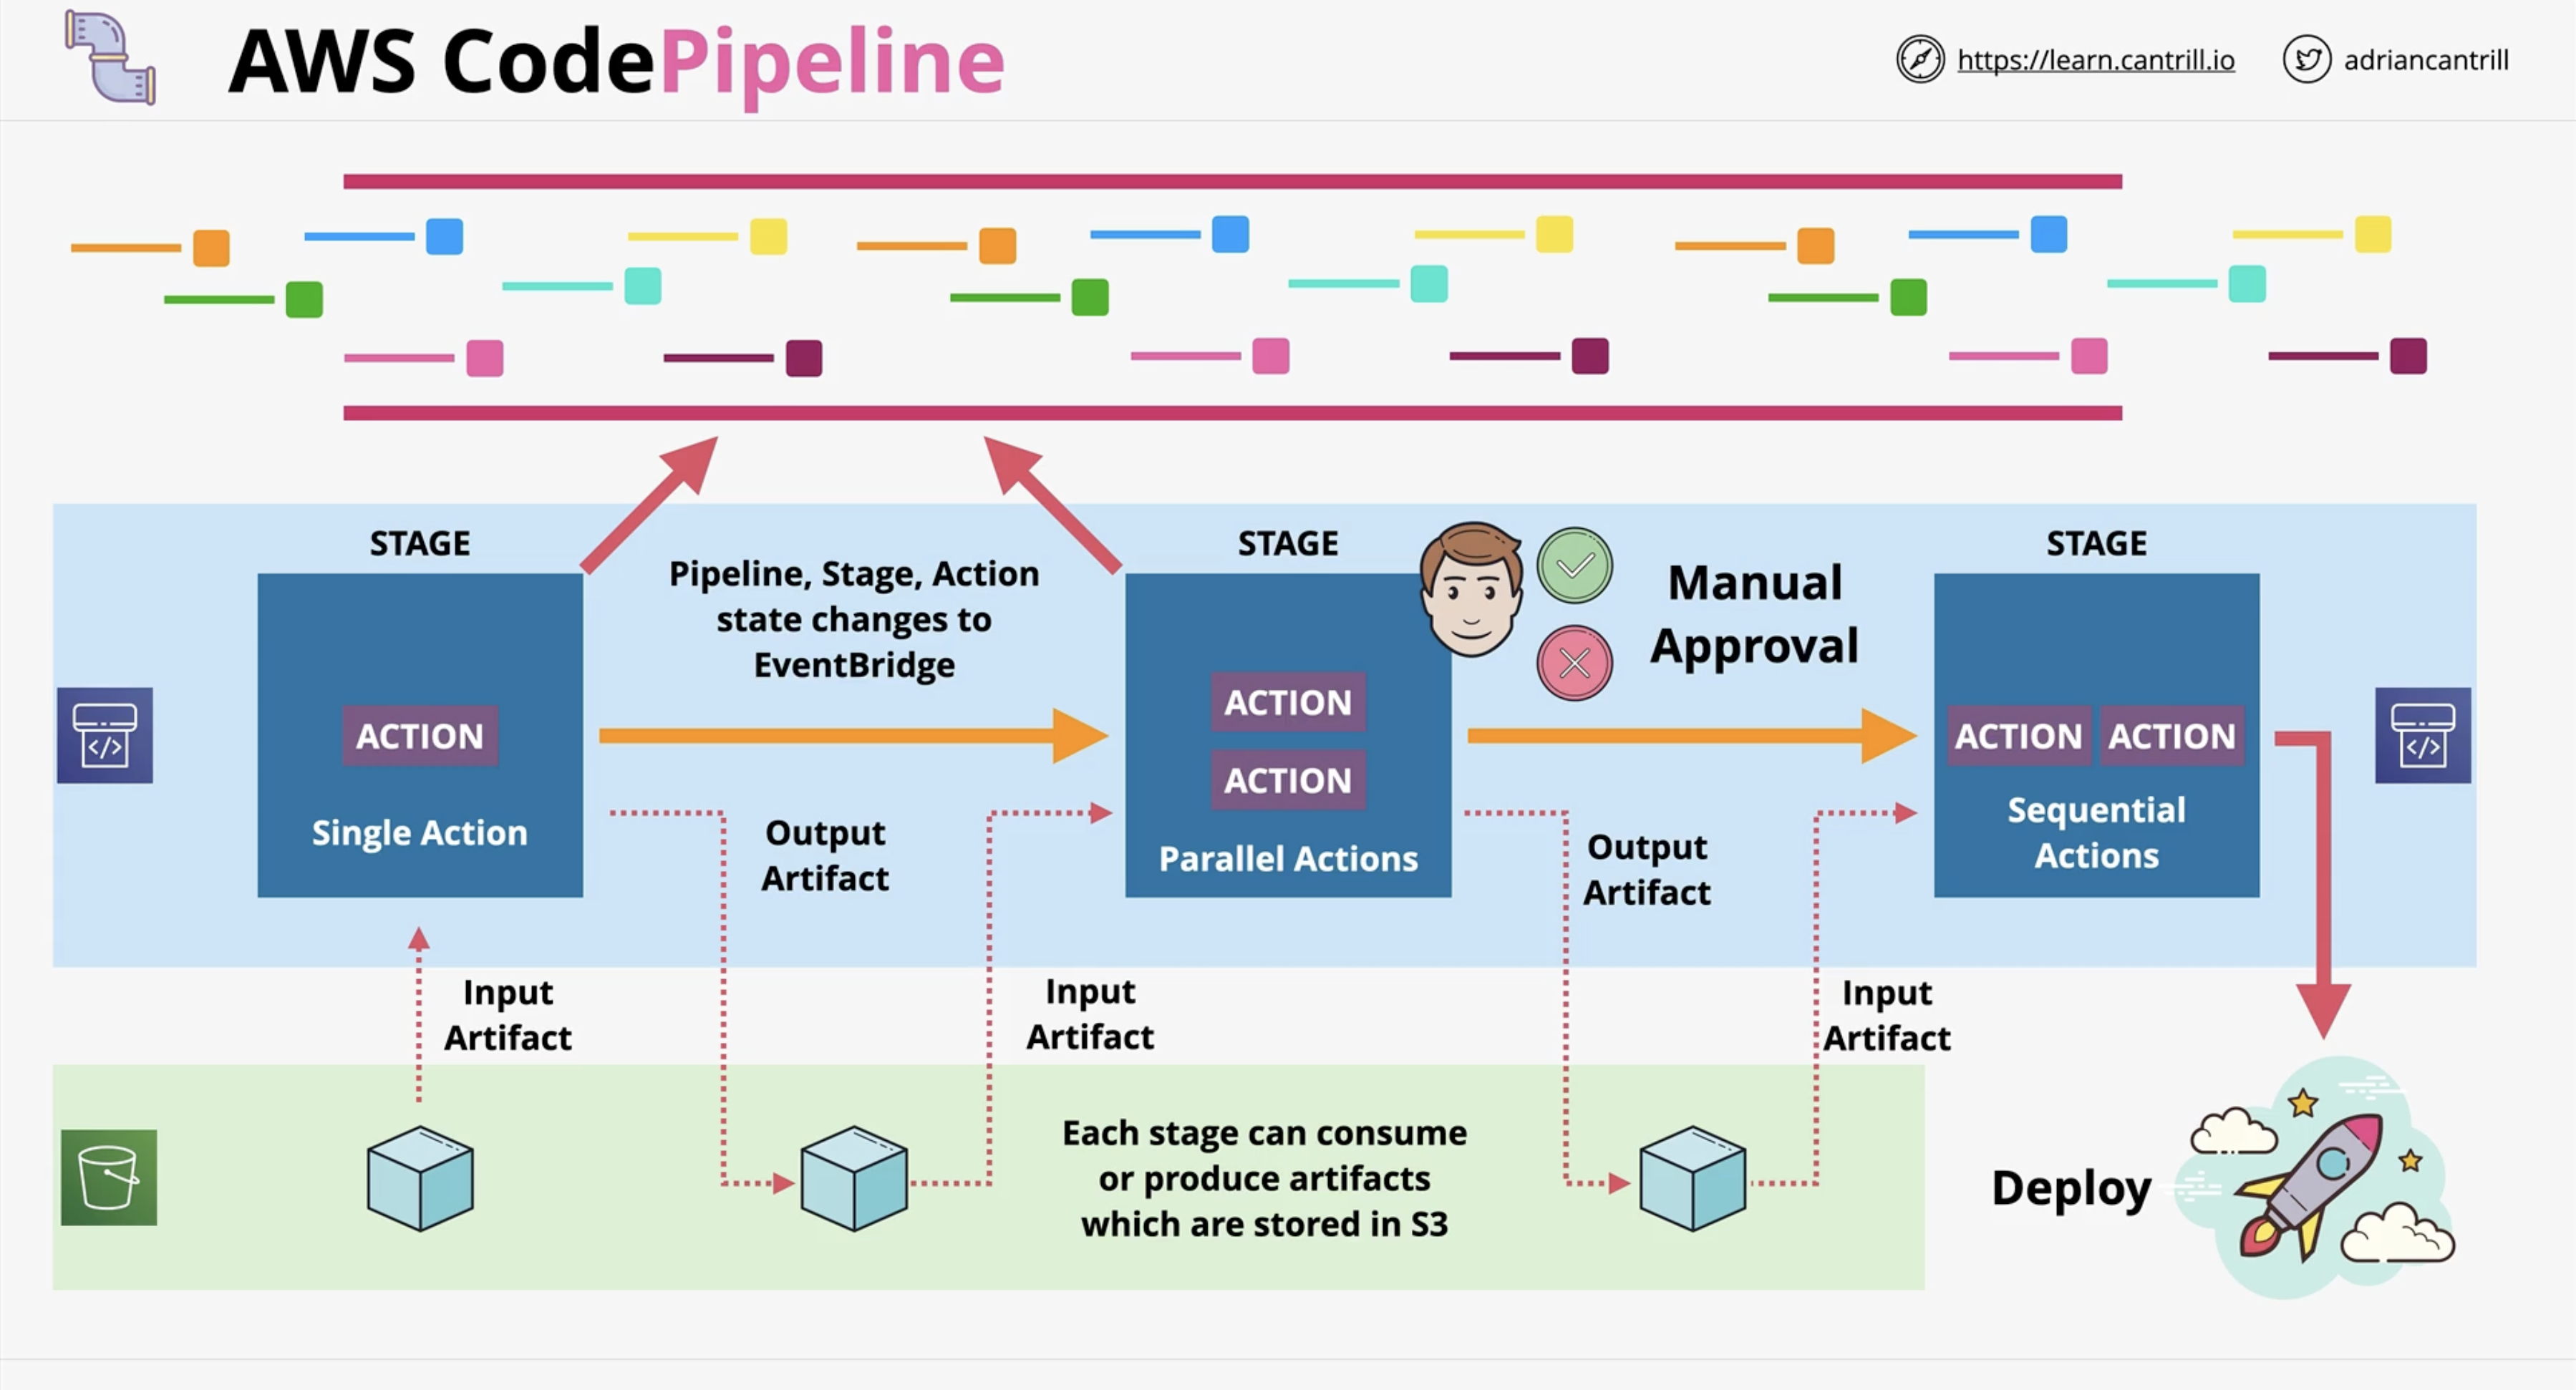 AWS CodePipeline
https://learn.cantrill.io
adriancantrill
STAGE
Pipeline, Stage, Action
state changes to
EventBridge
STAGE
Manual
Approval
STAGE
ACTION
Single Action
ACTION
ACTION
Parallel Actions
ACTION ACTION
Sequential
Actions
Output
Artifact
Output
Artifact
Input
Artifact
Input
Artifact
Input
Artifact
Each stage can consume
or produce artifacts
which are stored in S3
Deploy